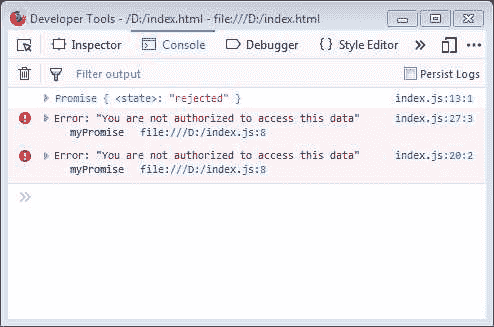 Developer Tools - /D:/index.html - file:///D:/index.html
Inspector Console Debugger Style Editor
Filter output Persist Logs
Promise { <state>: "rejected" } index.js:13:1
Error: "You are not authorized to access this data" index.js:27:3
myPromise file:///D:/index.js:8
Error: "You are not authorized to access this data" index.js:20:2
myPromise file:///D:/index.js:8